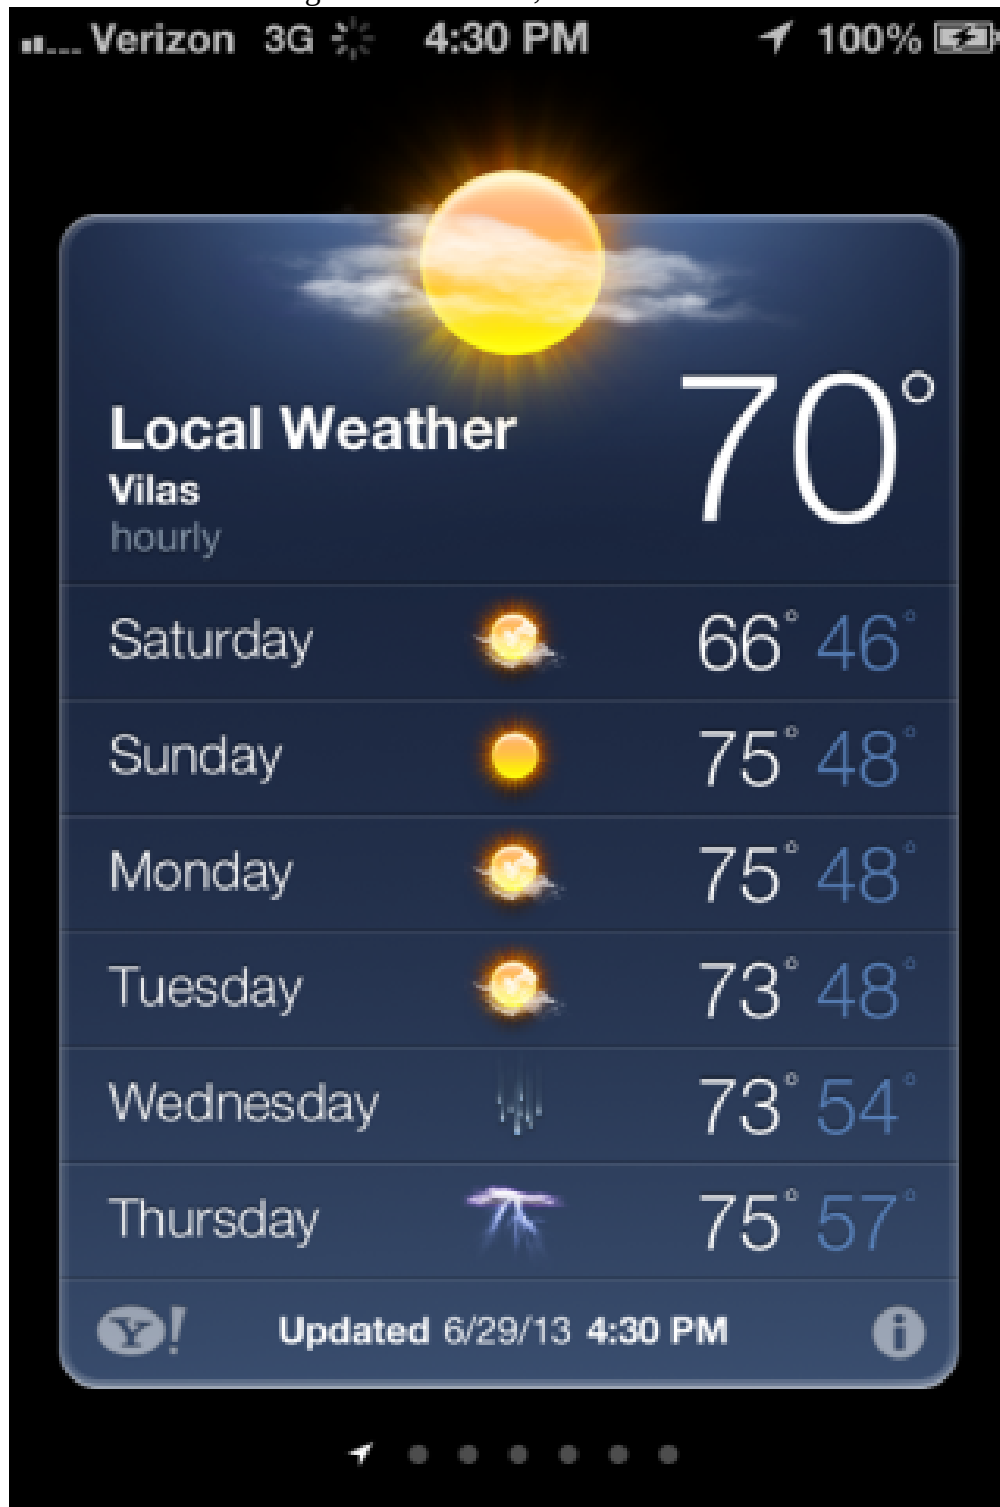 Verizon 3G 4:30 PM 100%
70°
Local Weather
Vilas
hourly
Saturday 66° 46°
Sunday 75° 48°
Monday 75° 48°
Tuesday 73° 48°
Wednesday 73° 54°
Thursday 75° 57°
Y! Updated 6/29/13 4:30 PM i